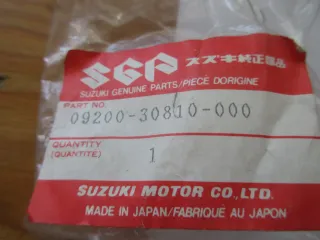 SGP スズキ純正部品
SUZUKI GENUINE PARTS/PIÈCE DORIGINE
PART NO.
09200-30810-000
QUANTITY
(QUANTITÉ) 1
SUZUKI MOTOR CO.,LTD.
MADE IN JAPAN/FABRIQUE AU JAPON